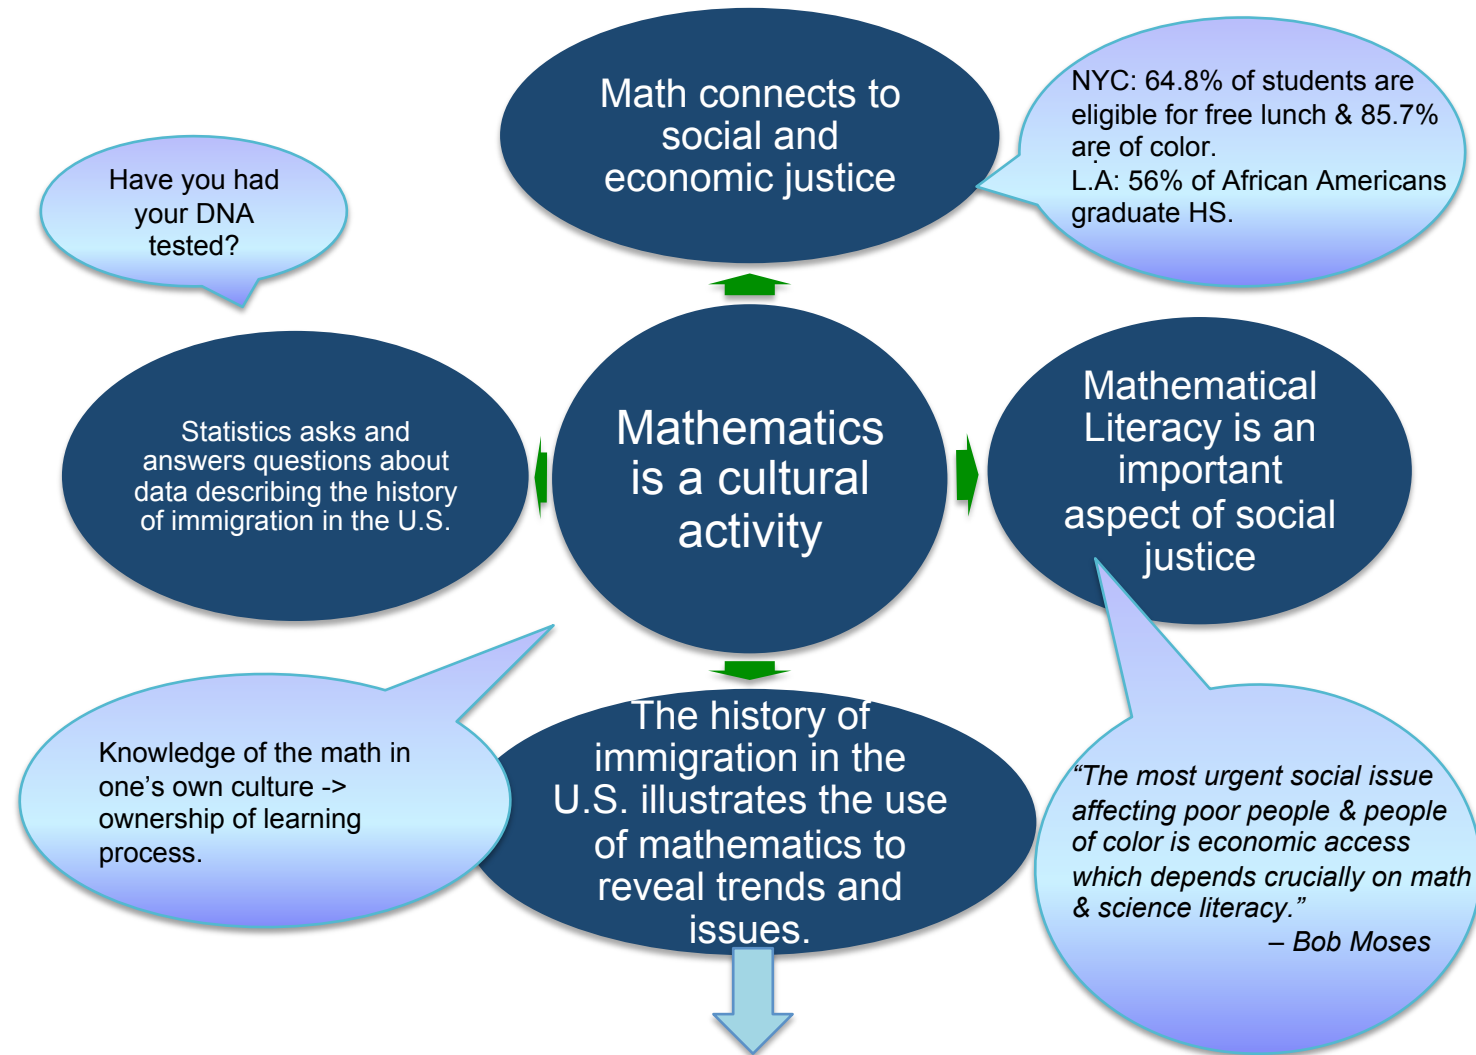 Math connects to
social and
economic justice
NYC: 64.8% of students are
eligible for free lunch & 85.7%
are of color.
L.A: 56% of African Americans
graduate HS.
Have you had
your DNA
tested?
Statistics asks and
answers questions about
data describing the history
of immigration in the U.S.
Mathematics
is a cultural
activity
Mathematical
Literacy is an
important
aspect of social
justice
Knowledge of the math in
one’s own culture ->
ownership of learning
process.
The history of
immigration in the
U.S. illustrates the use
of mathematics to
reveal trends and
issues.
“The most urgent social issue
affecting poor people & people
of color is economic access
which depends crucially on math
& science literacy.”
– Bob Moses